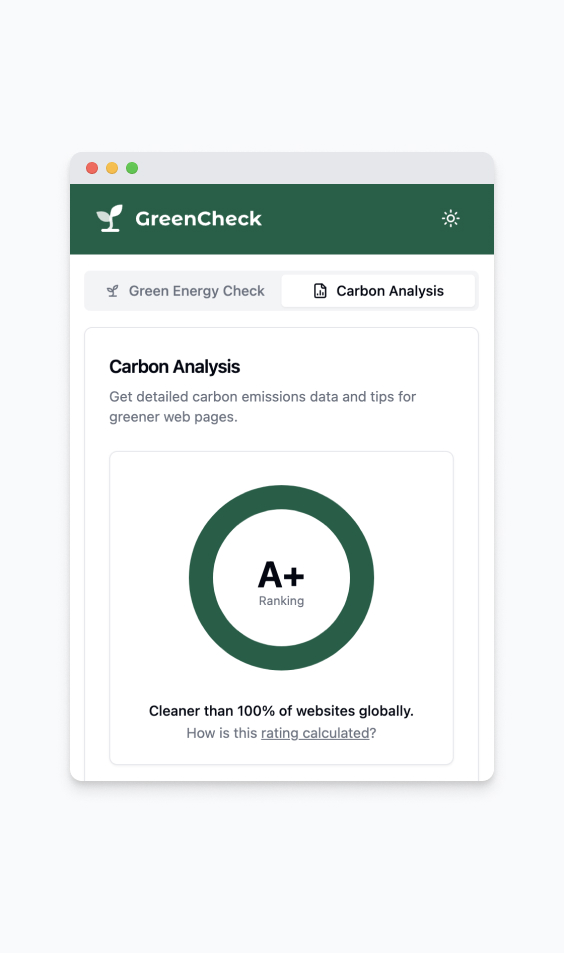 GreenCheck
Green Energy Check
Carbon Analysis
Carbon Analysis
Get detailed carbon emissions data and tips for
greener web pages.
A+
Ranking
Cleaner than 100% of websites globally.
How is this rating calculated?